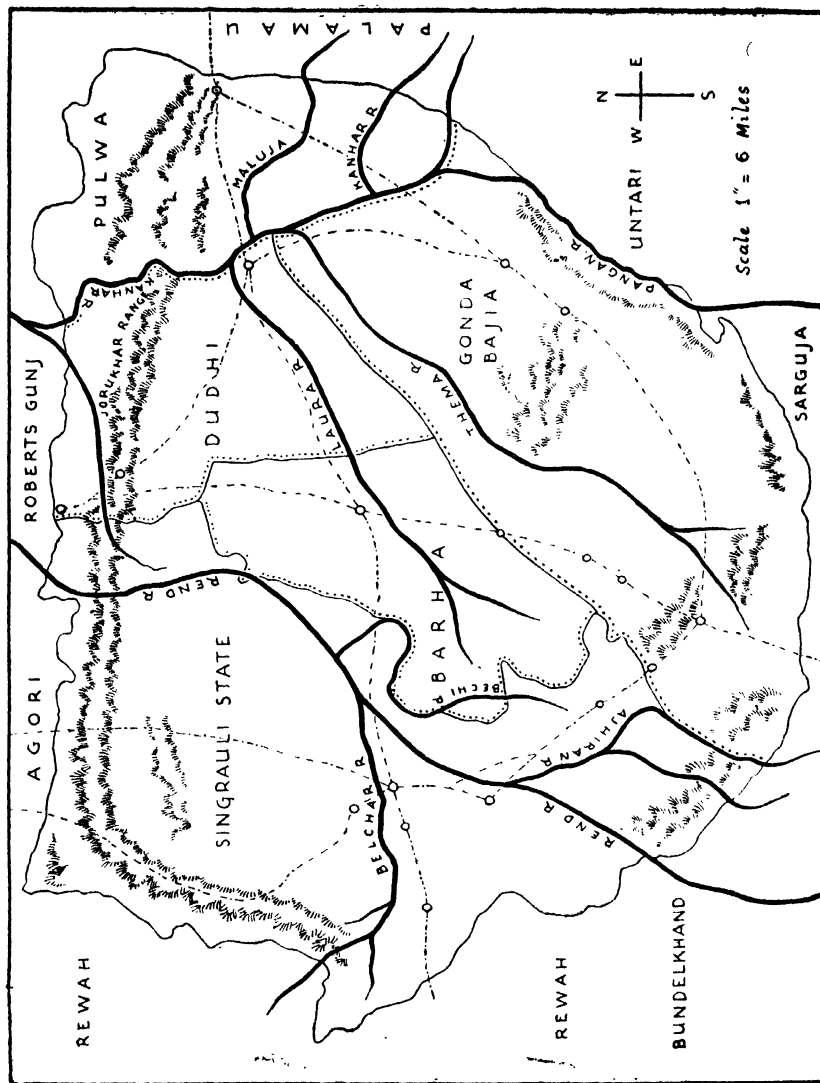 PALAMAU
PULWA
N
W E
S
Scale 1" = 6 Miles
UNTARI
MALUJA
KANHAR R
KANHAR R
JORUKHAR RANGE
ROBERTS GUNJ
DUDHI
LAURA R
GONDA
BAJIA
THEMA R
PANGAN R
SARGUJA
REND R
BARHA
BECHI R
AGORI
SINGRAULI STATE
BELCHAR R
AJHIRAN R
REND R
REWAH
REWAH
BUNDELKHAND